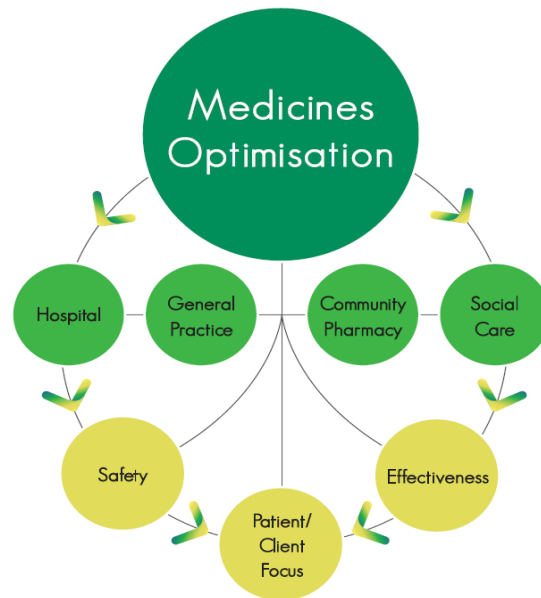 Medicines
Optimisation
Hospital
General
Practice
Community
Pharmacy
Social
Care
Safety
Effectiveness
Patient/
Client
Focus